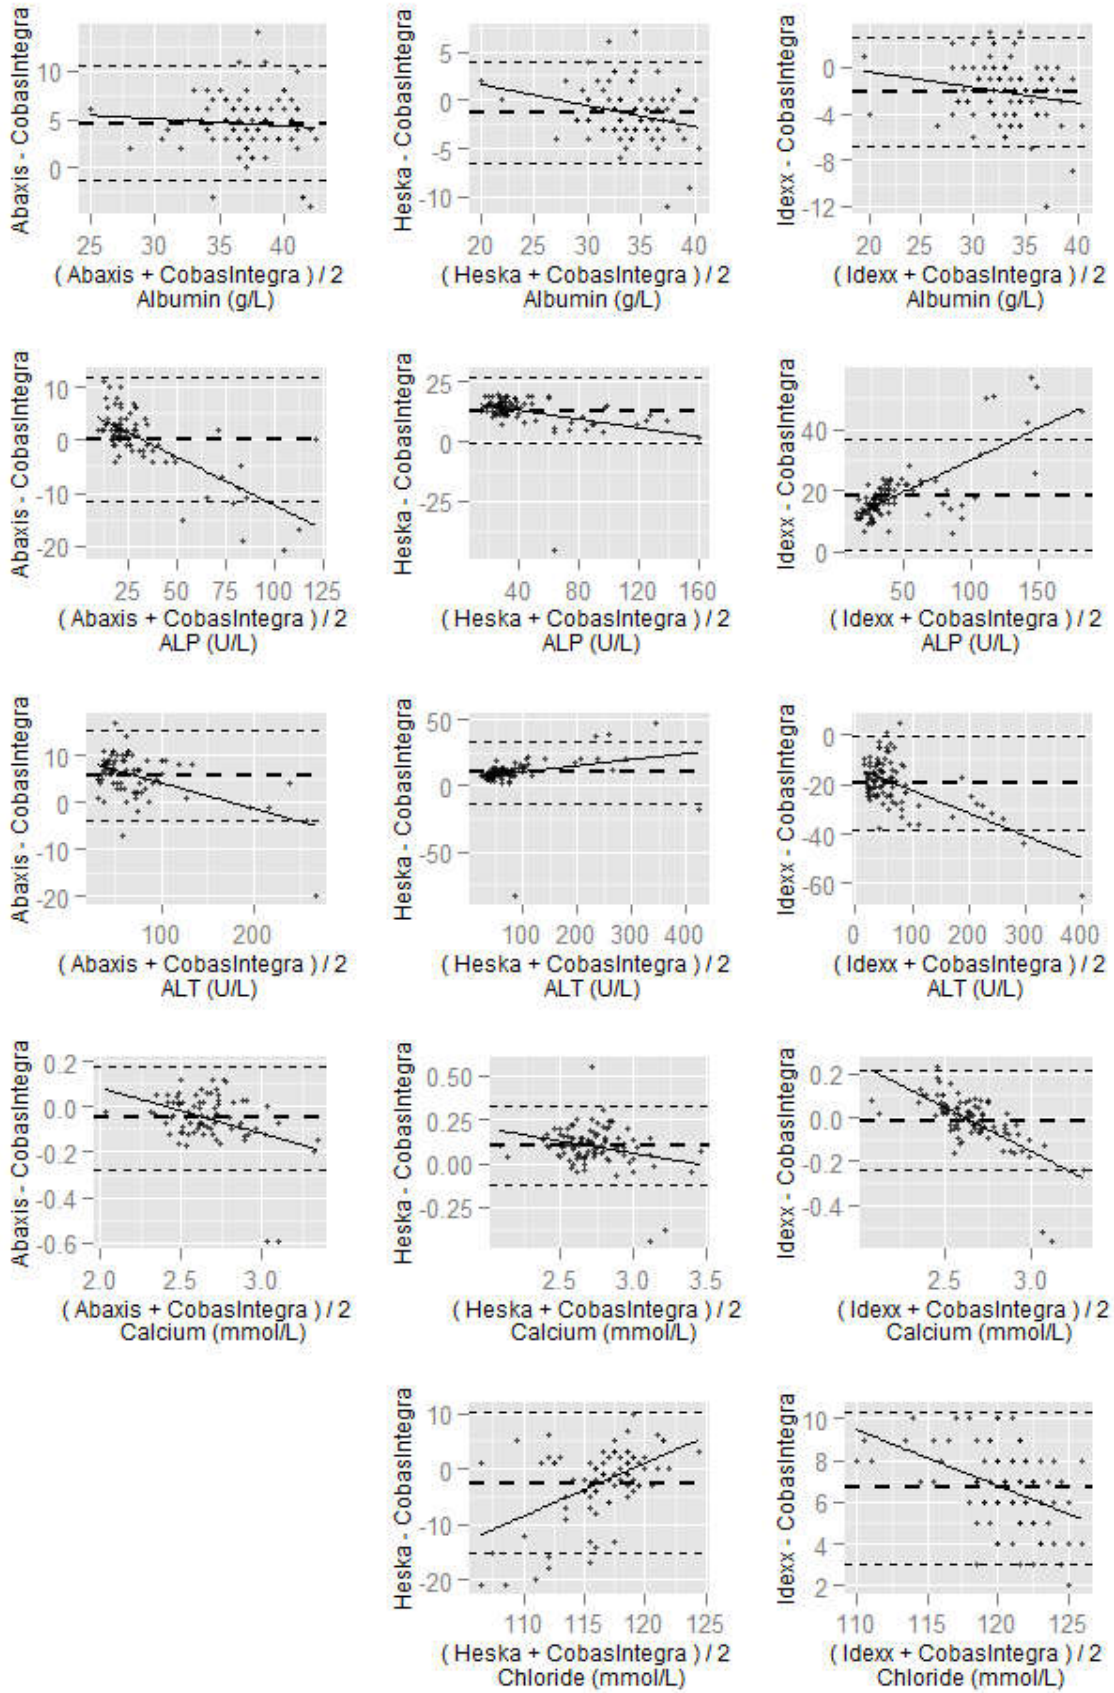 Abaxis - CobasIntegra
10
5
0
25 30 35 40
( Abaxis + CobasIntegra ) / 2
Albumin (g/L)
Heska - CobasIntegra
5
0
-5
-10
20 25 30 35 40
( Heska + CobasIntegra ) / 2
Albumin (g/L)
Idexx - CobasIntegra
0
-4
-8
-12
20 25 30 35 40
( Idexx + CobasIntegra ) / 2
Albumin (g/L)
Abaxis - CobasIntegra
10
0
-10
-20
25 50 75 100 125
( Abaxis + CobasIntegra ) / 2
ALP (U/L)
Heska - CobasIntegra
25
0
-25
40 80 120 160
( Heska + CobasIntegra ) / 2
ALP (U/L)
Idexx - CobasIntegra
40
20
0
50 100 150
( Idexx + CobasIntegra ) / 2
ALP (U/L)
Abaxis - CobasIntegra
10
0
-10
-20
100 200
( Abaxis + CobasIntegra ) / 2
ALT (U/L)
Heska - CobasIntegra
50
0
-50
100 200 300 400
( Heska + CobasIntegra ) / 2
ALT (U/L)
Idexx - CobasIntegra
0
-20
-40
-60
0 100 200 300 400
( Idexx + CobasIntegra ) / 2
ALT (U/L)
Abaxis - CobasIntegra
0.2
0.0
-0.2
-0.4
-0.6
2.0 2.5 3.0
( Abaxis + CobasIntegra ) / 2
Calcium (mmol/L)
Heska - CobasIntegra
0.50
0.25
0.00
-0.25
2.5 3.0 3.5
( Heska + CobasIntegra ) / 2
Calcium (mmol/L)
Idexx - CobasIntegra
0.2
0.0
-0.2
-0.4
2.5 3.0
( Idexx + CobasIntegra ) / 2
Calcium (mmol/L)
Heska - CobasIntegra
10
0
-10
-20
110 115 120 125
( Heska + CobasIntegra ) / 2
Chloride (mmol/L)
Idexx - CobasIntegra
10
8
6
4
2
110 115 120 125
( Idexx + CobasIntegra ) / 2
Chloride (mmol/L)